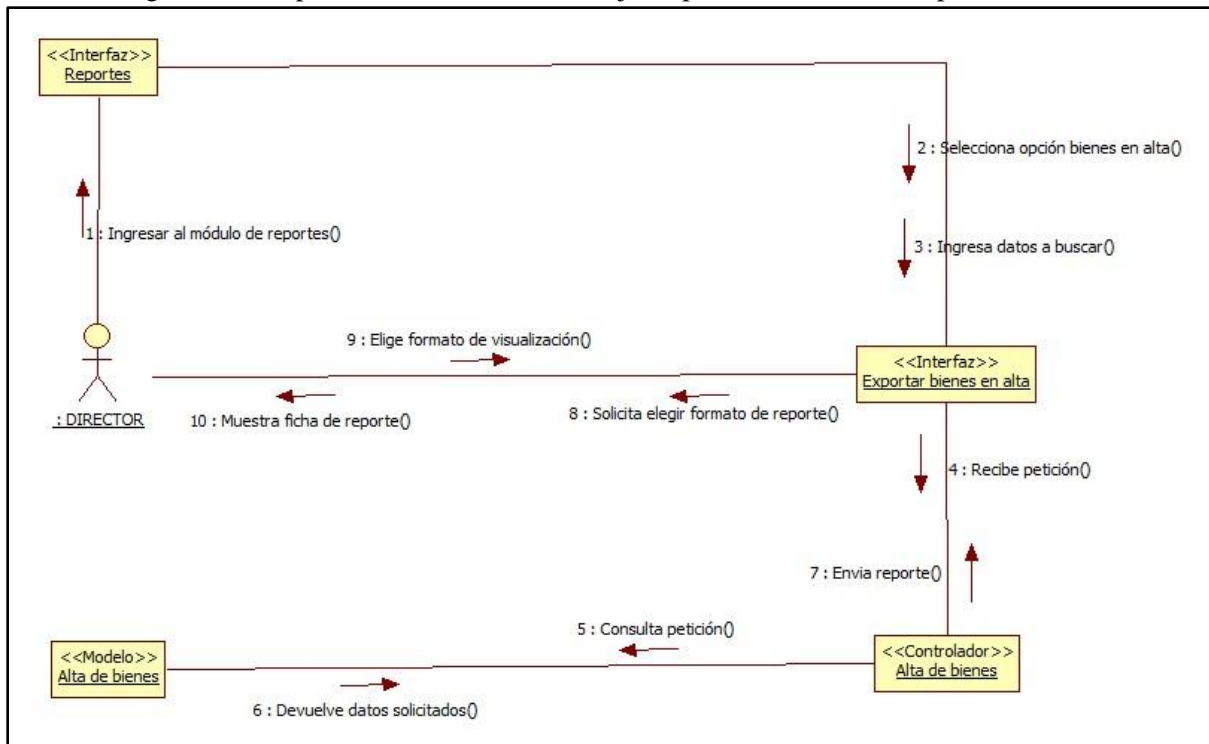 <<Interfaz>>
Reportes
2 : Selecciona opción bienes en alta()
1 : Ingresar al módulo de reportes()
3 : Ingresa datos a buscar()
9 : Elige formato de visualización()
<<Interfaz>>
Exportar bienes en alta
: DIRECTOR
10 : Muestra ficha de reporte()
8 : Solicita elegir formato de reporte()
4 : Recibe petición()
7 : Envia reporte()
5 : Consulta petición()
<<Modelo>>
Alta de bienes
<<Controlador>>
Alta de bienes
6 : Devuelve datos solicitados()